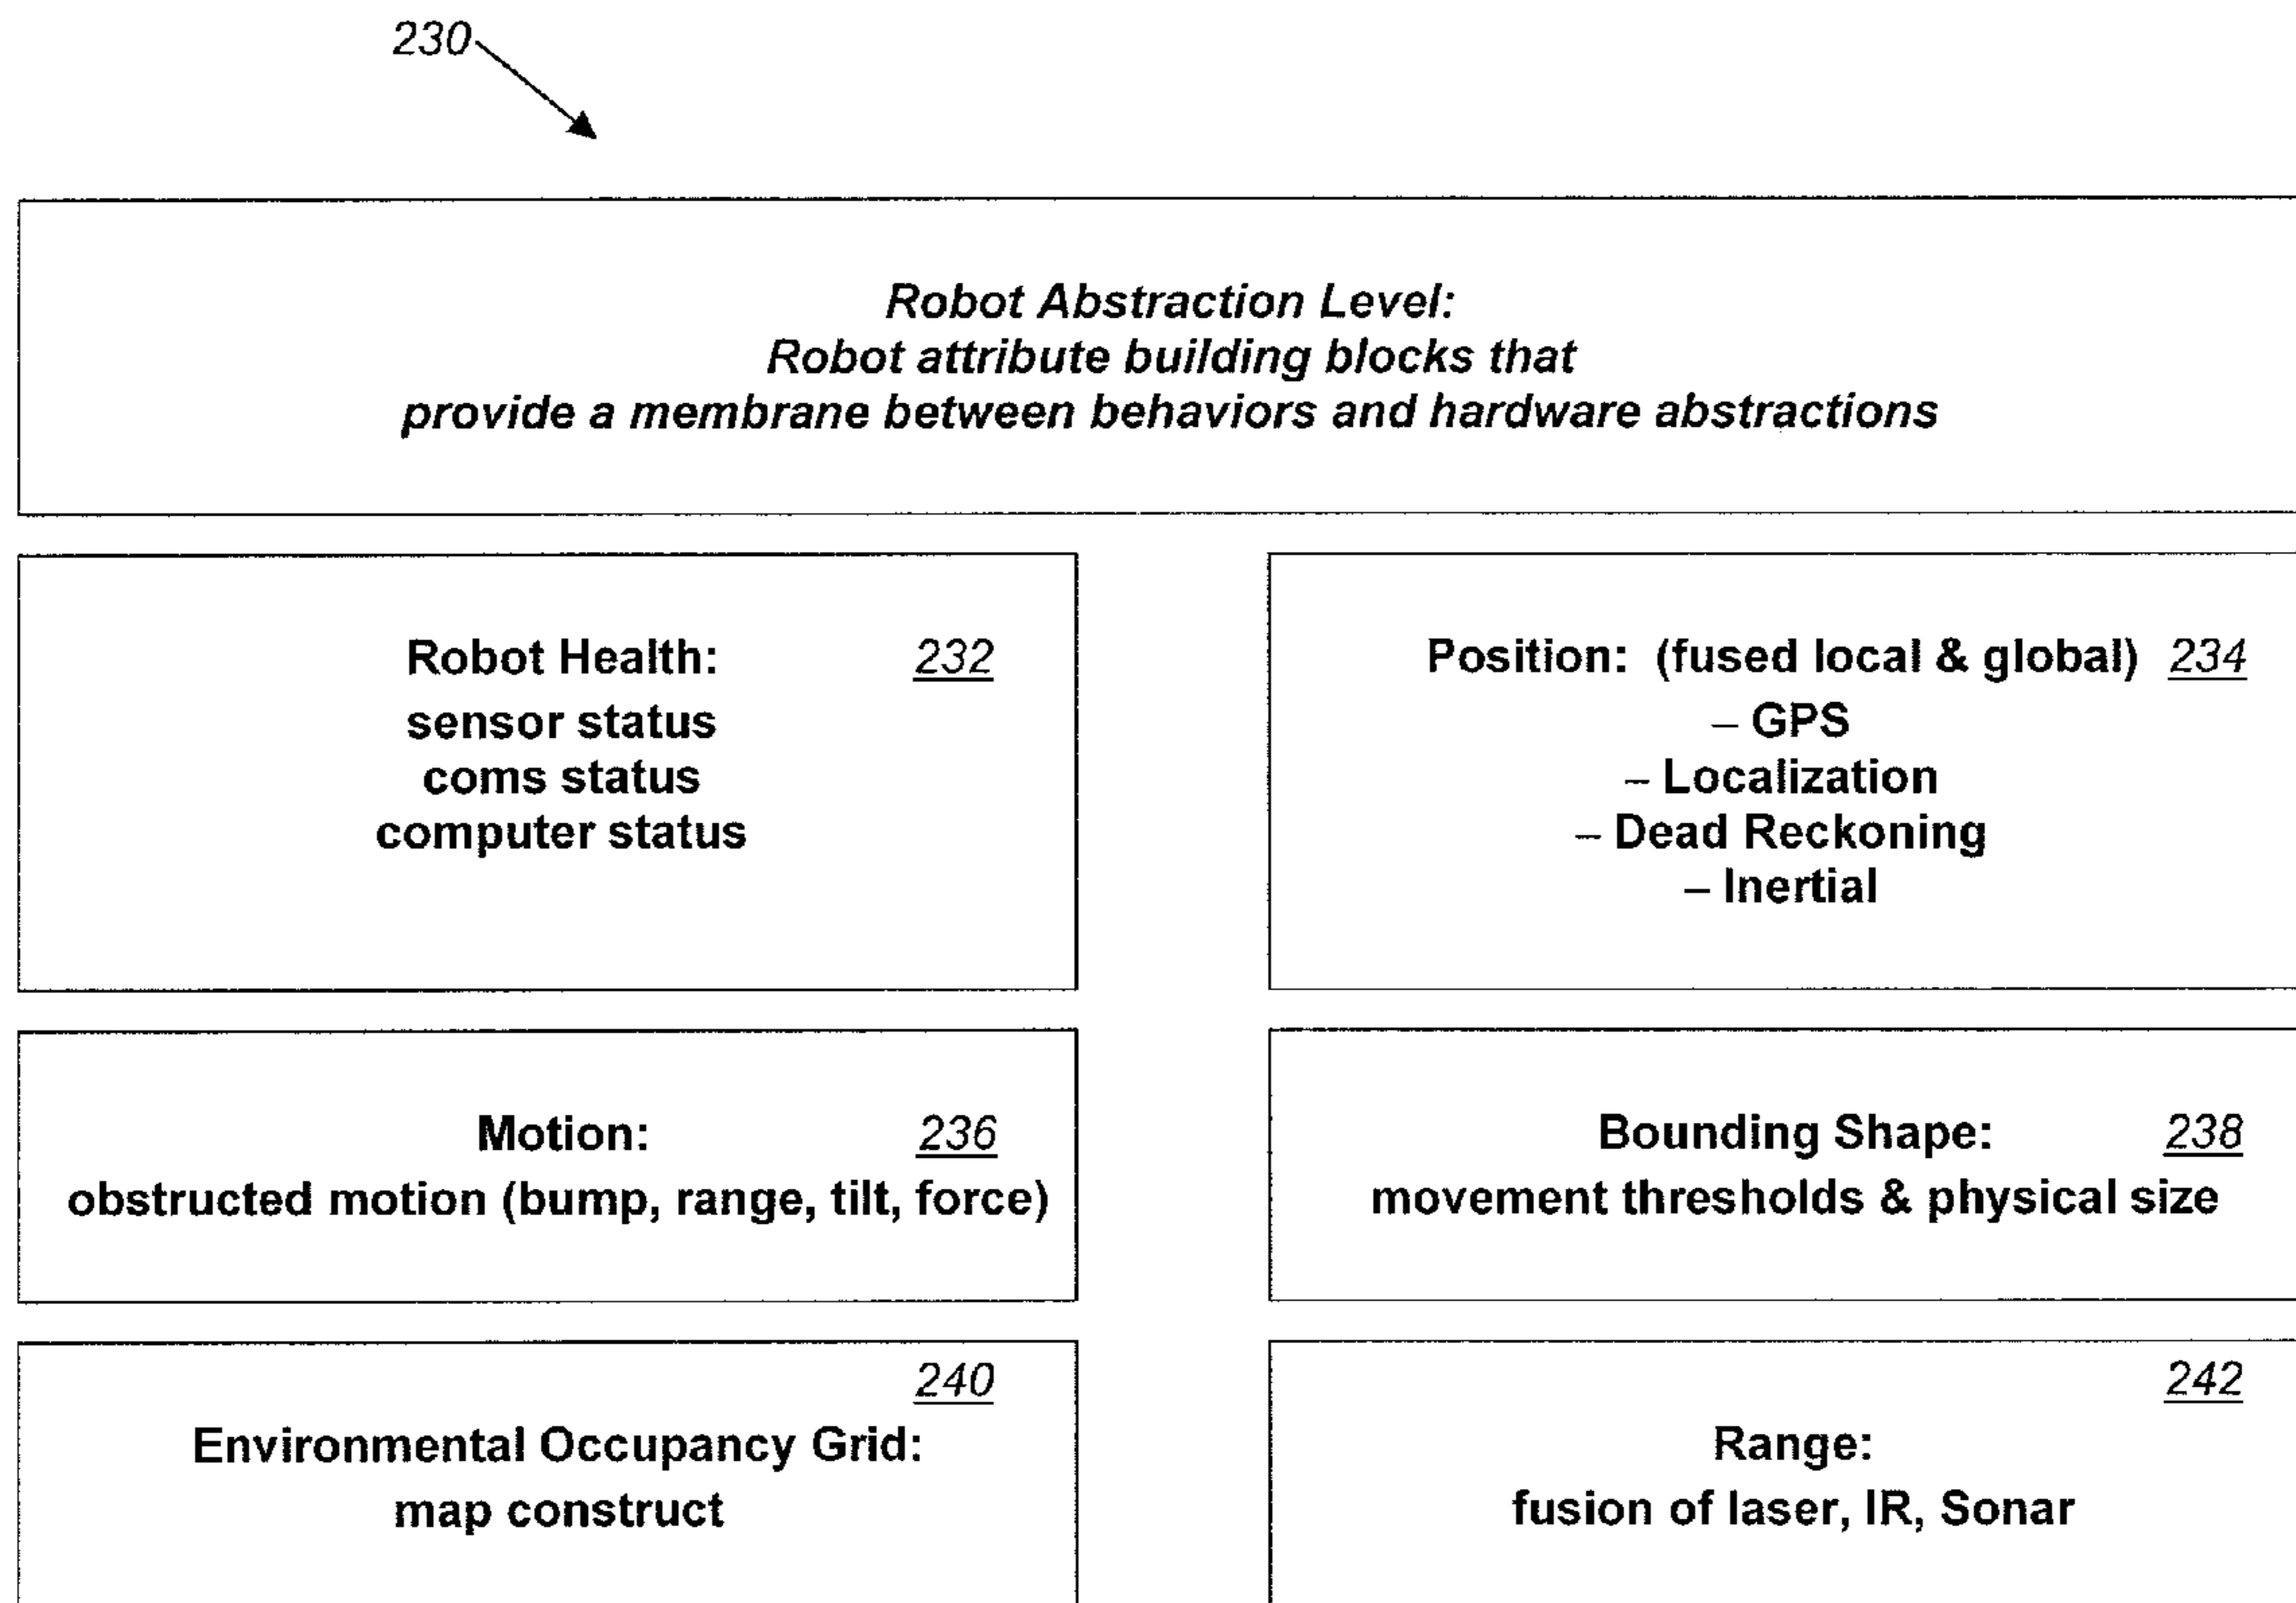 230
Robot Abstraction Level:
Robot attribute building blocks that
provide a membrane between behaviors and hardware abstractions
Robot Health: 232
sensor status
coms status
computer status
Position: (fused local & global) 234
– GPS
– Localization
– Dead Reckoning
– Inertial
Motion: 236
obstructed motion (bump, range, tilt, force)
Bounding Shape: 238
movement thresholds & physical size
240
Environmental Occupancy Grid:
map construct
242
Range:
fusion of laser, IR, Sonar